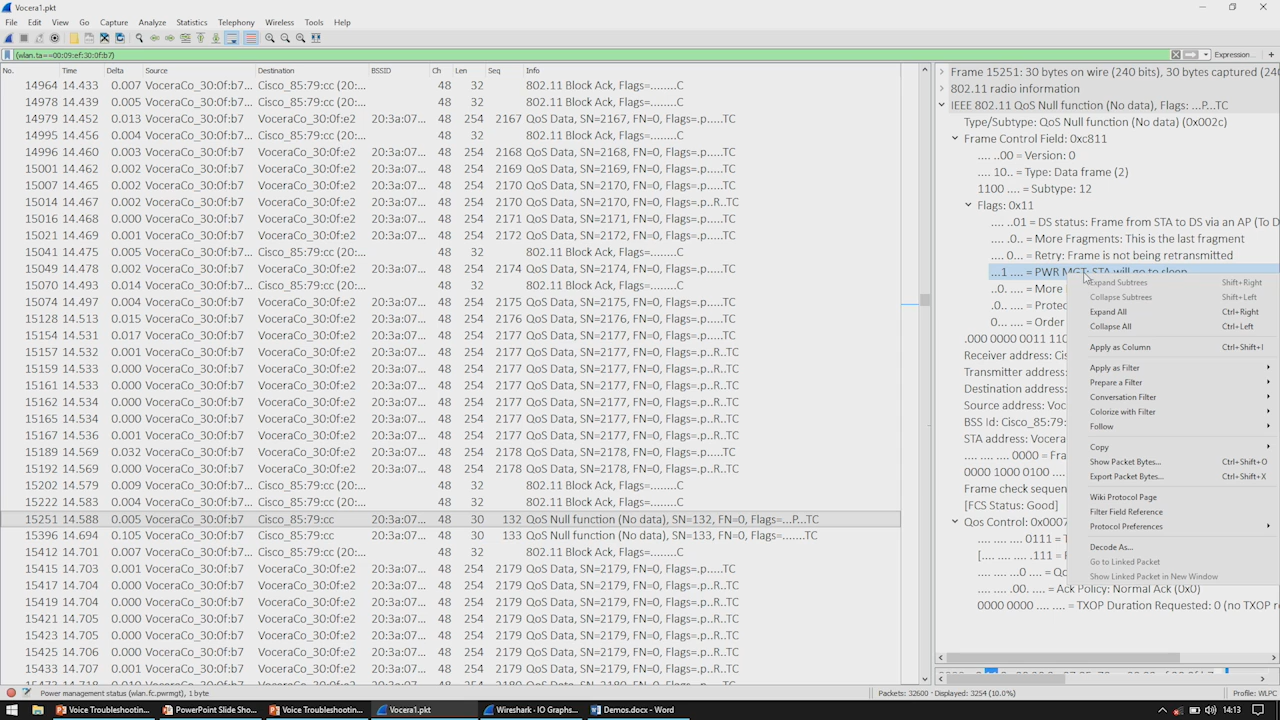 Vocera1.pkt
File Edit View Go Capture Analyze Statistics Telephony Wireless Tools Help
(wlan.ta==00:09:ef:30:0f:b7) Expression… +
No. Time Delta Source Destination BSSID Ch Len Seq Info
14964 14.433 0.007 VoceraCo_30:0f:b7… Cisco_85:79:cc (20:… 48 32 802.11 Block Ack, Flags=........C
14978 14.439 0.005 VoceraCo_30:0f:b7… Cisco_85:79:cc (20:… 48 32 802.11 Block Ack, Flags=........C
14979 14.452 0.013 VoceraCo_30:0f:b7 VoceraCo_30:0f:e2 20:3a:07… 48 254 2167 QoS Data, SN=2167, FN=0, Flags=.p.....TC
14995 14.456 0.004 VoceraCo_30:0f:b7… Cisco_85:79:cc (20:… 48 32 802.11 Block Ack, Flags=........C
14996 14.460 0.003 VoceraCo_30:0f:b7 VoceraCo_30:0f:e2 20:3a:07… 48 254 2168 QoS Data, SN=2168, FN=0, Flags=.p.....TC
15001 14.462 0.002 VoceraCo_30:0f:b7 VoceraCo_30:0f:e2 20:3a:07… 48 254 2169 QoS Data, SN=2169, FN=0, Flags=.p.....TC
15007 14.465 0.002 VoceraCo_30:0f:b7 VoceraCo_30:0f:e2 20:3a:07… 48 254 2170 QoS Data, SN=2170, FN=0, Flags=.p.....TC
15014 14.467 0.002 VoceraCo_30:0f:b7 VoceraCo_30:0f:e2 20:3a:07… 48 254 2170 QoS Data, SN=2170, FN=0, Flags=.p..R..TC
15016 14.468 0.000 VoceraCo_30:0f:b7 VoceraCo_30:0f:e2 20:3a:07… 48 254 2171 QoS Data, SN=2171, FN=0, Flags=.p.....TC
15021 14.469 0.001 VoceraCo_30:0f:b7 VoceraCo_30:0f:e2 20:3a:07… 48 254 2172 QoS Data, SN=2172, FN=0, Flags=.p.....TC
15041 14.475 0.005 VoceraCo_30:0f:b7… Cisco_85:79:cc (20:… 48 32 802.11 Block Ack, Flags=........C
15049 14.478 0.002 VoceraCo_30:0f:b7 VoceraCo_30:0f:e2 20:3a:07… 48 254 2174 QoS Data, SN=2174, FN=0, Flags=.p.....TC
15070 14.493 0.014 VoceraCo_30:0f:b7… Cisco_85:79:cc (20:… 48 32 802.11 Block Ack, Flags=........C
15074 14.497 0.004 VoceraCo_30:0f:b7 VoceraCo_30:0f:e2 20:3a:07… 48 254 2175 QoS Data, SN=2175, FN=0, Flags=.p.....TC
15128 14.513 0.015 VoceraCo_30:0f:b7 VoceraCo_30:0f:e2 20:3a:07… 48 254 2176 QoS Data, SN=2176, FN=0, Flags=.p.....TC
15154 14.531 0.017 VoceraCo_30:0f:b7 VoceraCo_30:0f:e2 20:3a:07… 48 254 2177 QoS Data, SN=2177, FN=0, Flags=.p.....TC
15157 14.532 0.001 VoceraCo_30:0f:b7 VoceraCo_30:0f:e2 20:3a:07… 48 254 2177 QoS Data, SN=2177, FN=0, Flags=.p..R..TC
15159 14.533 0.000 VoceraCo_30:0f:b7 VoceraCo_30:0f:e2 20:3a:07… 48 254 2177 QoS Data, SN=2177, FN=0, Flags=.p..R..TC
15161 14.533 0.000 VoceraCo_30:0f:b7 VoceraCo_30:0f:e2 20:3a:07… 48 254 2177 QoS Data, SN=2177, FN=0, Flags=.p..R..TC
15162 14.534 0.000 VoceraCo_30:0f:b7 VoceraCo_30:0f:e2 20:3a:07… 48 254 2177 QoS Data, SN=2177, FN=0, Flags=.p..R..TC
15165 14.534 0.000 VoceraCo_30:0f:b7 VoceraCo_30:0f:e2 20:3a:07… 48 254 2177 QoS Data, SN=2177, FN=0, Flags=.p..R..TC
15167 14.536 0.001 VoceraCo_30:0f:b7 VoceraCo_30:0f:e2 20:3a:07… 48 254 2177 QoS Data, SN=2177, FN=0, Flags=.p..R..TC
15189 14.569 0.032 VoceraCo_30:0f:b7 VoceraCo_30:0f:e2 20:3a:07… 48 254 2178 QoS Data, SN=2178, FN=0, Flags=.p.....TC
15192 14.569 0.000 VoceraCo_30:0f:b7 VoceraCo_30:0f:e2 20:3a:07… 48 254 2178 QoS Data, SN=2178, FN=0, Flags=.p..R..TC
15202 14.579 0.009 VoceraCo_30:0f:b7… Cisco_85:79:cc (20:… 48 32 802.11 Block Ack, Flags=........C
15222 14.583 0.004 VoceraCo_30:0f:b7… Cisco_85:79:cc (20:… 48 32 802.11 Block Ack, Flags=........C
15251 14.588 0.005 VoceraCo_30:0f:b7 Cisco_85:79:cc 20:3a:07… 48 30 132 QoS Null function (No data), SN=132, FN=0, Flags=...P...TC
15396 14.694 0.105 VoceraCo_30:0f:b7 Cisco_85:79:cc 20:3a:07… 48 30 133 QoS Null function (No data), SN=133, FN=0, Flags=.......TC
15412 14.701 0.007 VoceraCo_30:0f:b7… Cisco_85:79:cc (20:… 48 32 802.11 Block Ack, Flags=........C
15415 14.703 0.001 VoceraCo_30:0f:b7 VoceraCo_30:0f:e2 20:3a:07… 48 254 2179 QoS Data, SN=2179, FN=0, Flags=.p.....TC
15417 14.704 0.000 VoceraCo_30:0f:b7 VoceraCo_30:0f:e2 20:3a:07… 48 254 2179 QoS Data, SN=2179, FN=0, Flags=.p..R..TC
15419 14.704 0.000 VoceraCo_30:0f:b7 VoceraCo_30:0f:e2 20:3a:07… 48 254 2179 QoS Data, SN=2179, FN=0, Flags=.p..R..TC
15421 14.705 0.000 VoceraCo_30:0f:b7 VoceraCo_30:0f:e2 20:3a:07… 48 254 2179 QoS Data, SN=2179, FN=0, Flags=.p..R..TC
15423 14.705 0.000 VoceraCo_30:0f:b7 VoceraCo_30:0f:e2 20:3a:07… 48 254 2179 QoS Data, SN=2179, FN=0, Flags=.p..R..TC
15425 14.706 0.000 VoceraCo_30:0f:b7 VoceraCo_30:0f:e2 20:3a:07… 48 254 2179 QoS Data, SN=2179, FN=0, Flags=.p..R..TC
15433 14.707 0.001 VoceraCo_30:0f:b7 VoceraCo_30:0f:e2 20:3a:07… 48 254 2179 QoS Data, SN=2179, FN=0, Flags=.p..R..TC
Frame 15251: 30 bytes on wire (240 bits), 30 bytes captured (240
802.11 radio information
IEEE 802.11 QoS Null function (No data), Flags: ...P...TC
Type/Subtype: QoS Null function (No data) (0x002c)
Frame Control Field: 0xc811
.... ..00 = Version: 0
.... 10.. = Type: Data frame (2)
1100 .... = Subtype: 12
Flags: 0x11
.... ..01 = DS status: Frame from STA to DS via an AP (To D
.... .0.. = More Fragments: This is the last fragment
.... 0... = Retry: Frame is not being retransmitted
...1 .... = PWR MGT: STA will go to sleep
..0. .... = More
.0.. .... = Protec
0... .... = Order
.000 0000 0011 110
Receiver address: Cis
Transmitter address:
Destination address:
Source address: Voc
BSS Id: Cisco_85:79:
STA address: Vocera
.... .... .... 0000 = Fra
0000 1000 0100 ....
Frame check sequen
[FCS Status: Good]
Qos Control: 0x0007
.... .... .... 0111 = T
[.... .... .... .111 = P
.... .... ...0 .... = Qo
.... .... .00. .... = Ack Policy: Normal Ack (0x0)
0000 0000 .... .... = TXOP Duration Requested: 0 (no TXOP
Expand Subtrees Shift+Right
Collapse Subtrees Shift+Left
Expand All Ctrl+Right
Collapse All Ctrl+Left
Apply as Column Ctrl+Shift+I
Apply as Filter
Prepare a Filter
Conversation Filter
Colorize with Filter
Follow
Copy
Show Packet Bytes… Ctrl+Shift+O
Export Packet Bytes… Ctrl+Shift+X
Wiki Protocol Page
Filter Field Reference
Protocol Preferences
Decode As…
Go to Linked Packet
Show Linked Packet in New Window
Power management status (wlan.fc.pwrmgt), 1 byte
Packets: 32600 · Displayed: 3254 (10.0%)
Profile: WLPC
Voice Troubleshootin… PowerPoint Slide Sho… Voice Troubleshootin… Vocera1.pkt Wireshark · IO Graphs… Demos.docx - Word 14:13